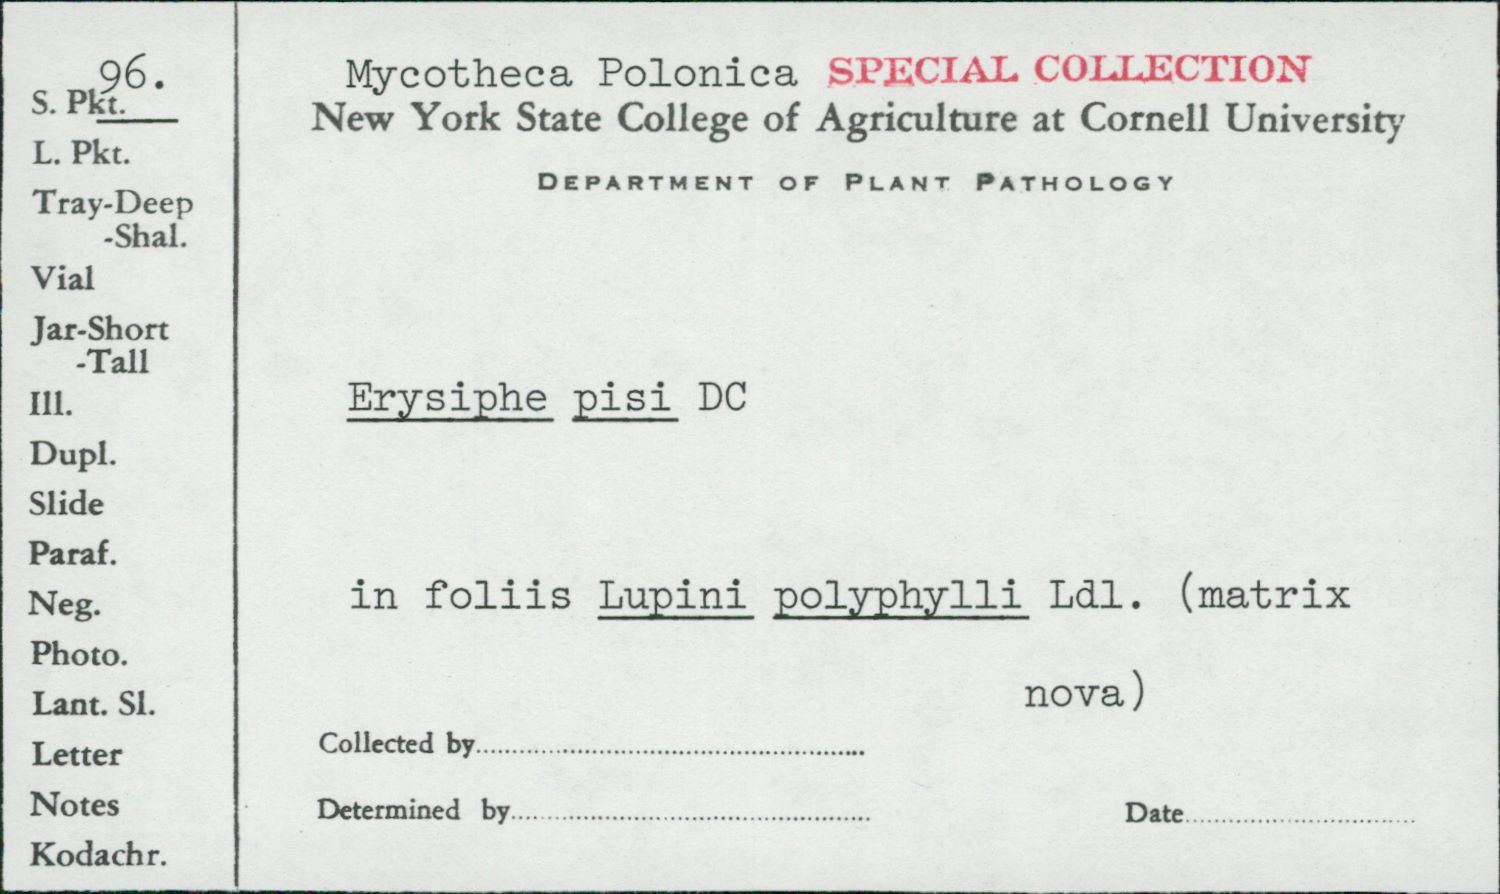 96.
S. Pkt.
L. Pkt.
Tray-Deep
-Shal.
Vial
Jar-Short
-Tall
Ill.
Dupl.
Slide
Paraf.
Neg.
Photo.
Lant. Sl.
Letter
Notes
Kodachr.
Mycotheca Polonica SPECIAL COLLECTION
New York State College of Agriculture at Cornell University
DEPARTMENT OF PLANT PATHOLOGY
Erysiphe pisi DC
in foliis Lupini polyphylli Ldl. (matrix
nova)
Collected by
Determined by
Date